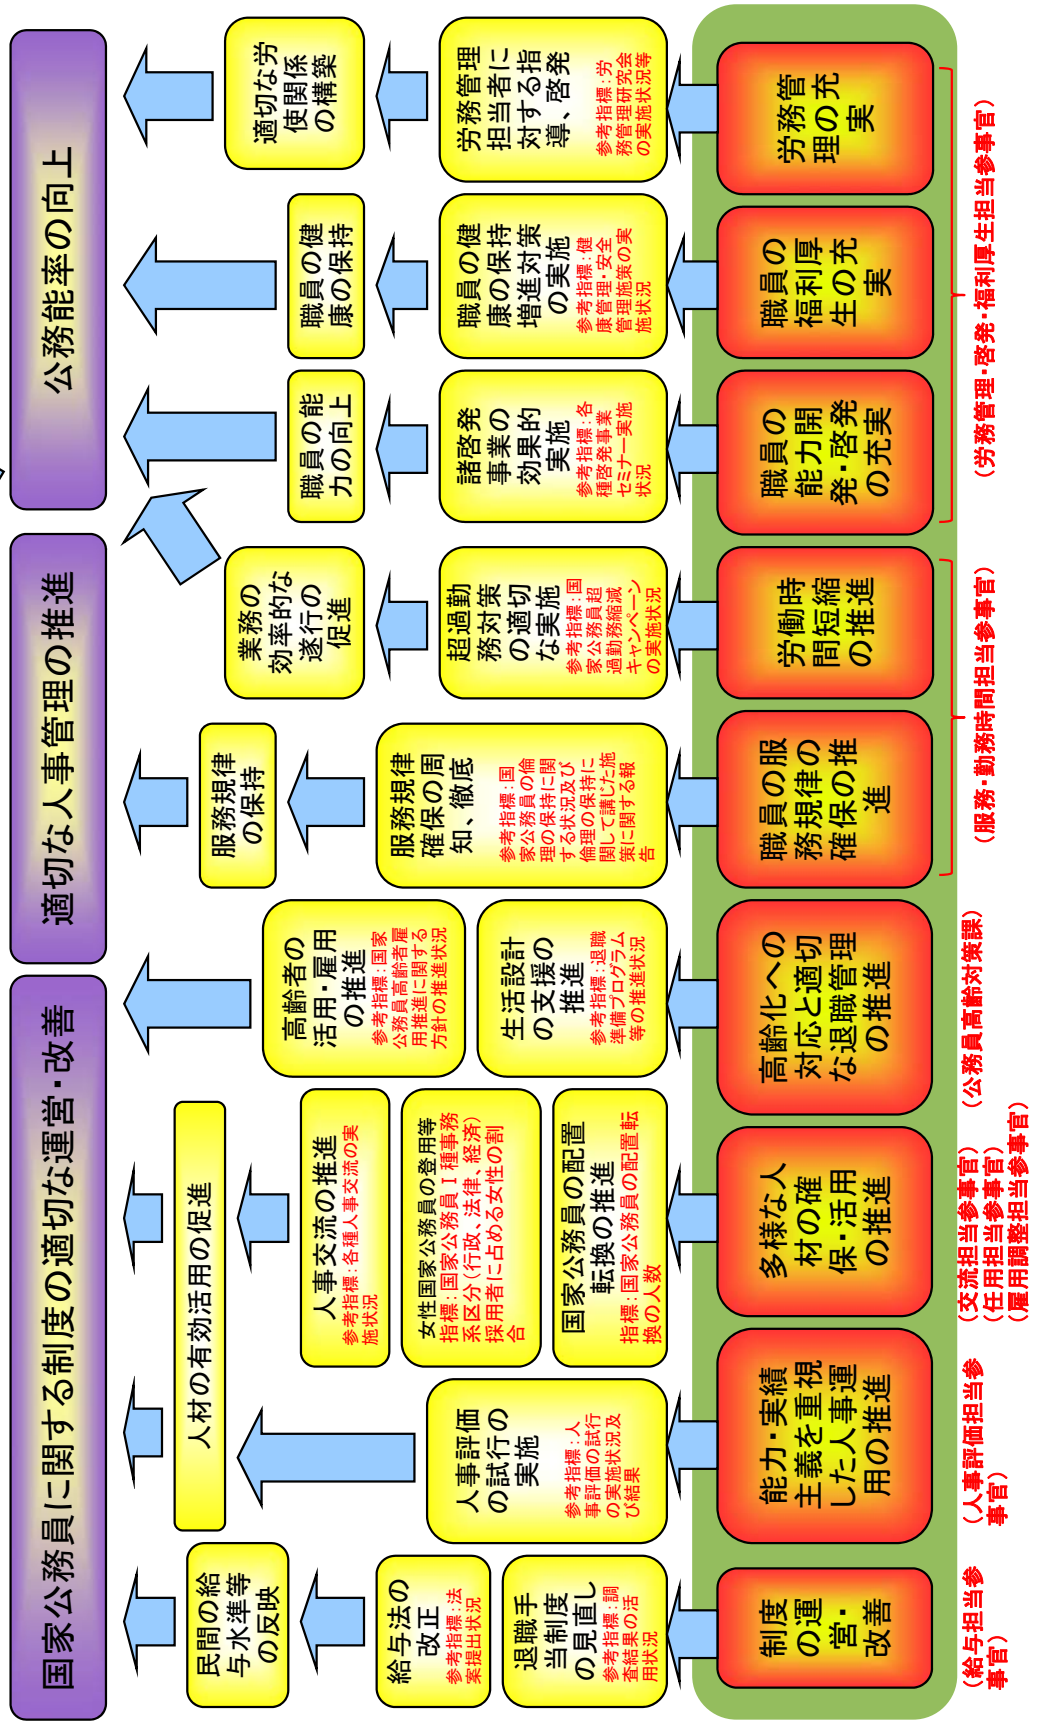 国家公務員に関する制度の適切な運営・改善
適切な人事管理の推進
公務能率の向上
民間の給
与水準等
の反映
人材の有効活用の促進
服務規律
の保持
業務の
効率的な
遂行の
促進
職員の能
力の向上
職員の健
康の保持
適切な労
使関係
の構築
給与法の
改正
参考指標:法
案提出状況
退職手
当制度
の見直し
参考指標:調
査結果の活
用状況
人事評価
の試行の
実施
参考指標:人
事評価の試行
の実施状況及
び結果
人事交流の推進
参考指標:各種人事交流の実
施状況
女性国家公務員の登用等
指標:国家公務員Ⅰ種事務
系区分(行政、法律、経済)
採用者に占める女性の割
合
国家公務員の配置
転換の推進
指標:国家公務員の配置転
換の人数
高齢者の
活用・雇用
の推進
参考指標:国家
公務員高齢者雇
用推進に関する
方針の推進状況
生活設計
の支援の
推進
参考指標:退職
準備プログラム
等の推進状況
服務規律
確保の周
知、徹底
参考指標:国
家公務員の倫
理の保持に関
する状況及び
倫理の保持に
関して講じた施
策に関する報
告
超過勤
務対策
の適切
な実施
参考指標:国
家公務員超
過勤務縮減
キャンペーン
の実施状況
諸啓発
事業の
効果的
実施
参考指標:各
種啓発事業
セミナー実施
状況
職員の健
康の保持
増進対策
の実施
参考指標:健
康管理・安全
管理施策の実
施状況
労務管理
担当者に
対する指
導、啓発
参考指標:労
務管理研究会
の実施状況等
制度
の運
営・
改善
能力・実績
主義を重視
した人事運
用の推進
多様な人
材の確
保・活用
の推進
高齢化への
対応と適切
な退職管理
の推進
職員の服
務規律の
確保の推
進
労働時
間短縮
の推進
職員の
能力開
発・啓発
の充実
職員の
福利厚
生の充
実
労務管
理の充
実
(給与担当参
事官)
(人事評価担当参
事官)
(交流担当参事官)
(任用担当参事官)
(雇用調整担当参事官)
(公務員高齢対策課)
(服務・勤務時間担当参事官)
(労務管理・啓発・福利厚生担当参事官)